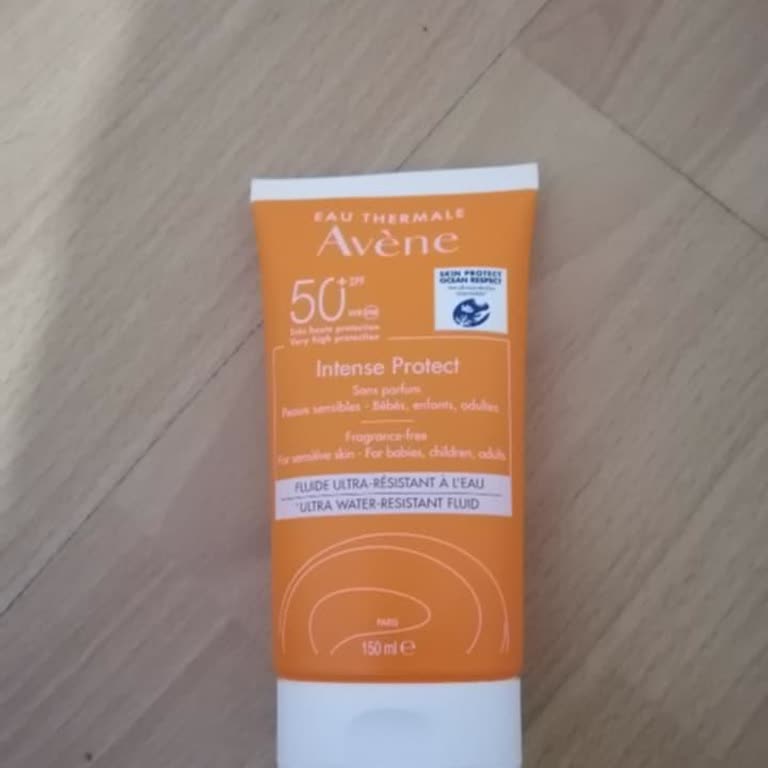 EAU THERMALE
Avène
50+ SPF
UVB UVA
Très haute protection
Very high protection
SKIN PROTECT
OCEAN RESPECT
Intense Protect
Sans parfum
Peaux sensibles - Bébés, enfants, adultes
Fragrance-free
For sensitive skin - For babies, children, adults
FLUIDE ULTRA-RÉSISTANT À L'EAU
ULTRA WATER-RESISTANT FLUID
PARIS
150 ml e